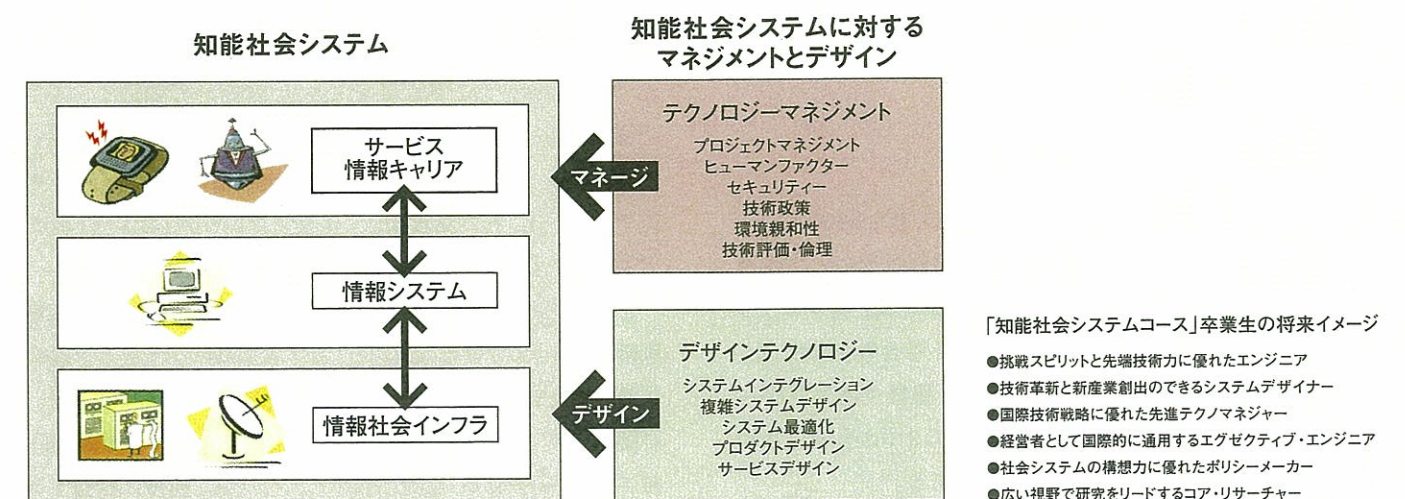 知能社会システム
サービス
情報キャリア
情報システム
情報社会インフラ
知能社会システムに対する
マネジメントとデザイン
マネージ
テクノロジーマネジメント
プロジェクトマネジメント
ヒューマンファクター
セキュリティー
技術政策
環境親和性
技術評価・倫理
デザイン
デザインテクノロジー
システムインテグレーション
複雑システムデザイン
システム最適化
プロダクトデザイン
サービスデザイン
「知能社会システムコース」卒業生の将来イメージ
●挑戦スピリットと先端技術力に優れたエンジニア
●技術革新と新産業創出のできるシステムデザイナー
●国際技術戦略に優れた先進テクノマネジャー
●経営者として国際的に通用するエグゼクティブ・エンジニア
●社会システムの構想力に優れたポリシーメーカー
●広い視野で研究をリードするコア・リサーチャー